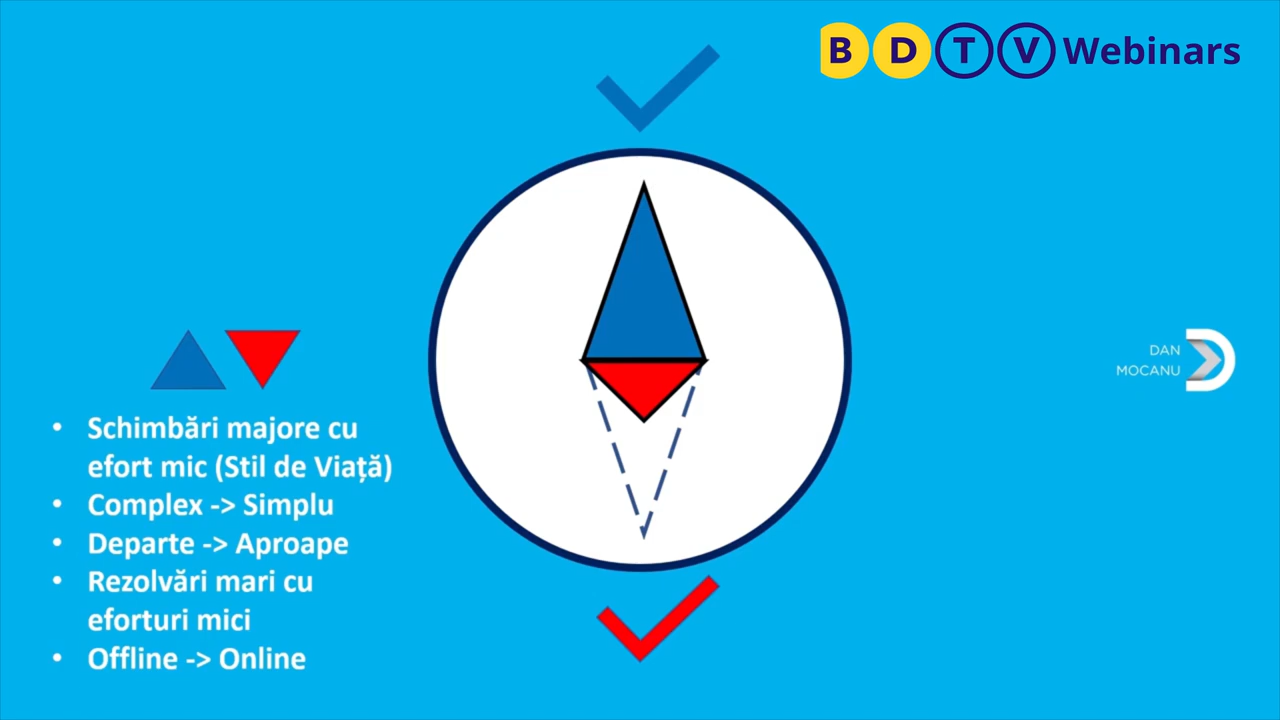 B D T V Webinars
DAN
MOCANU
• Schimbări majore cu
efort mic (Stil de Viață)
• Complex -> Simplu
• Departe -> Aproape
• Rezolvări mari cu
eforturi mici
• Offline -> Online